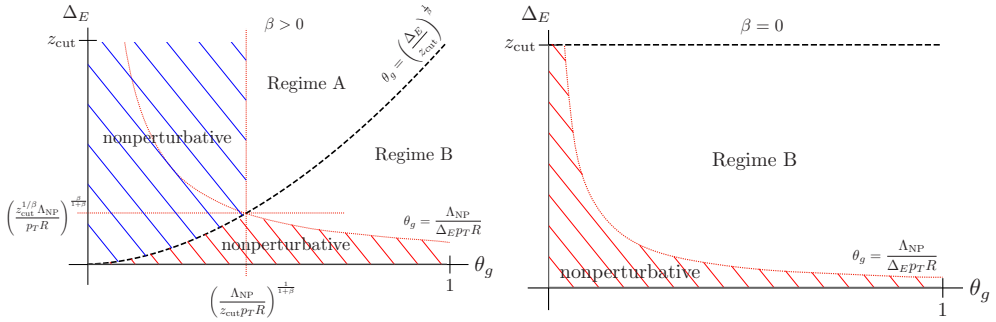 Δ_E
β > 0
z_cut
θ_g = (Δ_E / z_cut)^{1/β}
Regime A
nonperturbative
Regime B
(z_cut^{1/β} Λ_NP / p_T R)^{β/(1+β)}
θ_g = Λ_NP / (Δ_E p_T R)
nonperturbative
θ_g
1
(Λ_NP / (z_cut p_T R))^{1/(1+β)}
Δ_E
β = 0
z_cut
Regime B
θ_g = Λ_NP / (Δ_E p_T R)
nonperturbative
θ_g
1